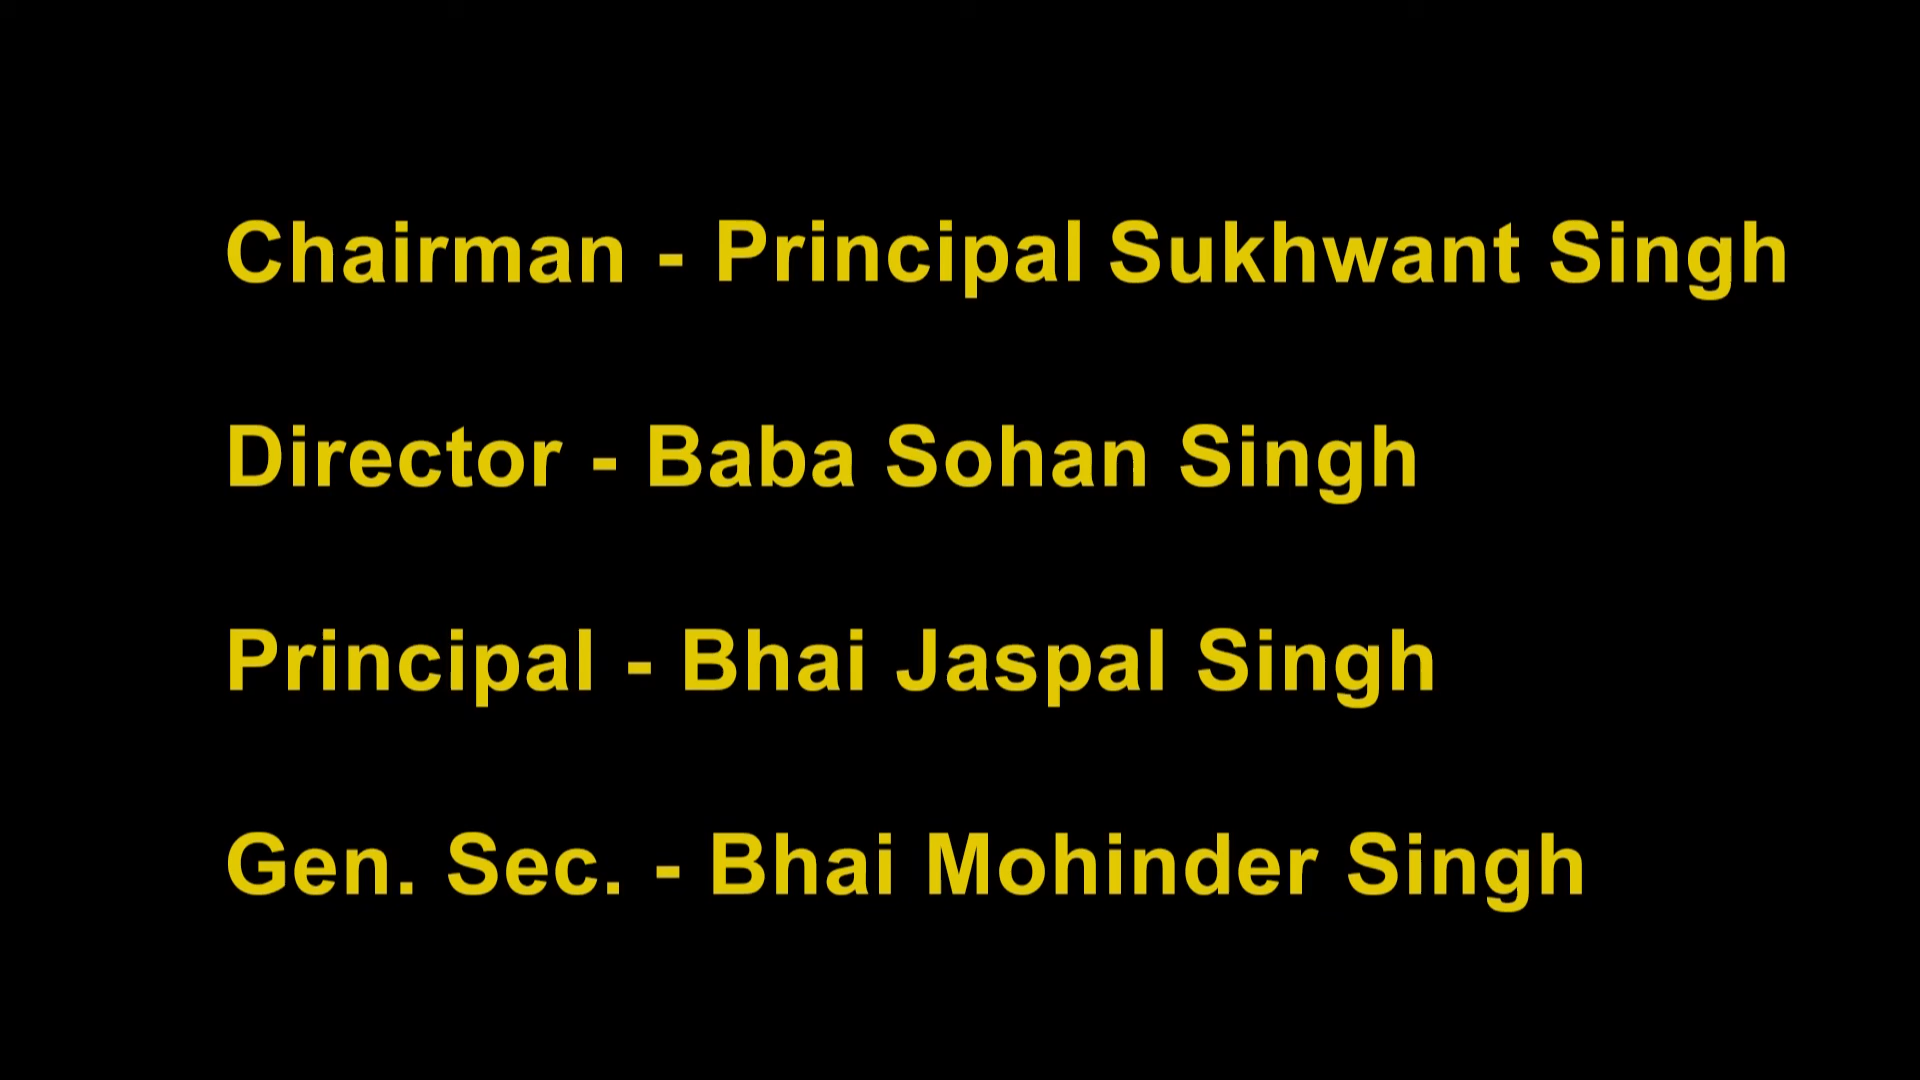 Chairman - Principal Sukhwant Singh
Director - Baba Sohan Singh
Principal - Bhai Jaspal Singh
Gen. Sec. - Bhai Mohinder Singh